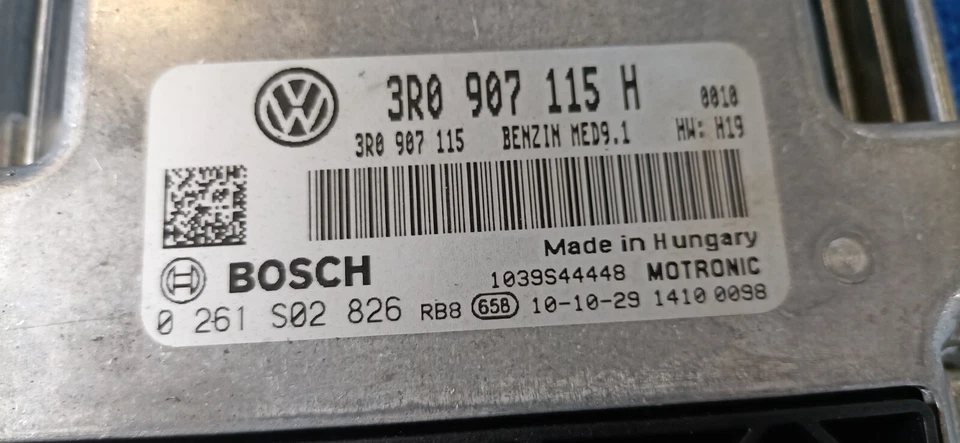 3R0 907 115 H 0010
3R0 907 115 BENZIN MED9.1 HW: H19
Made in Hungary
BOSCH 1039S44448 MOTRONIC
0 261 S02 826 RB8 65B 10-10-29 1410 0098